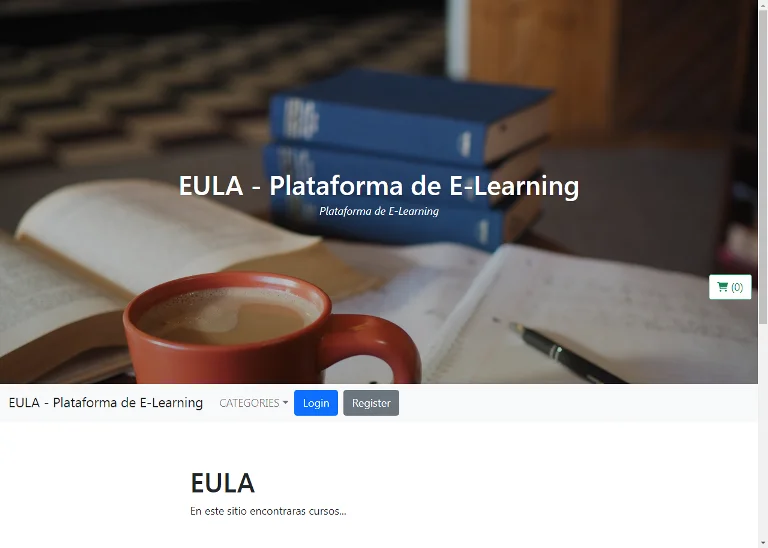 EULA - Plataforma de E-Learning
Plataforma de E-Learning
(0)
EULA - Plataforma de E-Learning CATEGORIES Login Register
EULA
En este sitio encontraras cursos...